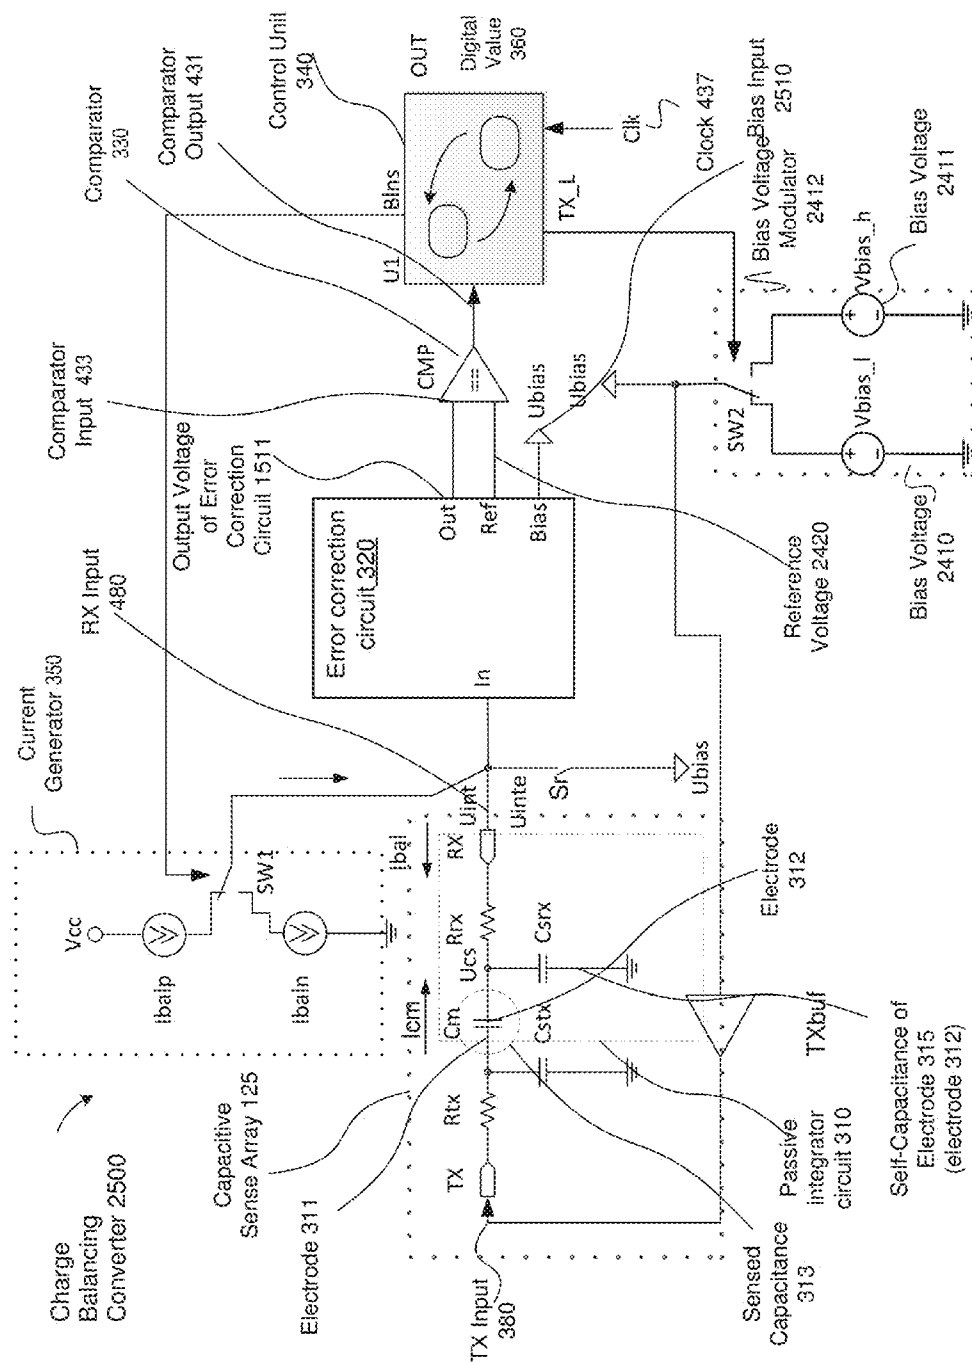 Charge
Balancing
Converter 2500
Current
Generator 350
Vcc
Ibalp
Ibaln
SW1
Capacitive
Sense Array 125
Electrode 311
TX Input
380
TX
Rtx
Cstx
Cm
Icm
Ucs
Rrx
Csrx
RX
Ibal
Uint
Uinte
Sr
Ubias
RX Input
480
Sensed
Capacitance
313
Passive
integrator
circuit 310
TXbuf
Electrode
312
Self-Capacitance of
Electrode 315
(electrode 312)
Error correction
circuit 320
In
Out
Ref
Bias
Output Voltage
of Error
Correction
Circuit 1511
Comparator
Input 433
Comparator
330
Comparator
Output 431
CMP
==
Ubias
Ubias
Reference
Voltage 2420
Control Unit
340
U1
BIns
OUT
Digital
Value
360
TX_L
Clk
Clock 437
Bias Input
2510
Bias Voltage
Modulator
2412
SW2
Vbias_l
Vbias_h
+
-
+
-
Bias Voltage
2410
Bias Voltage
2411